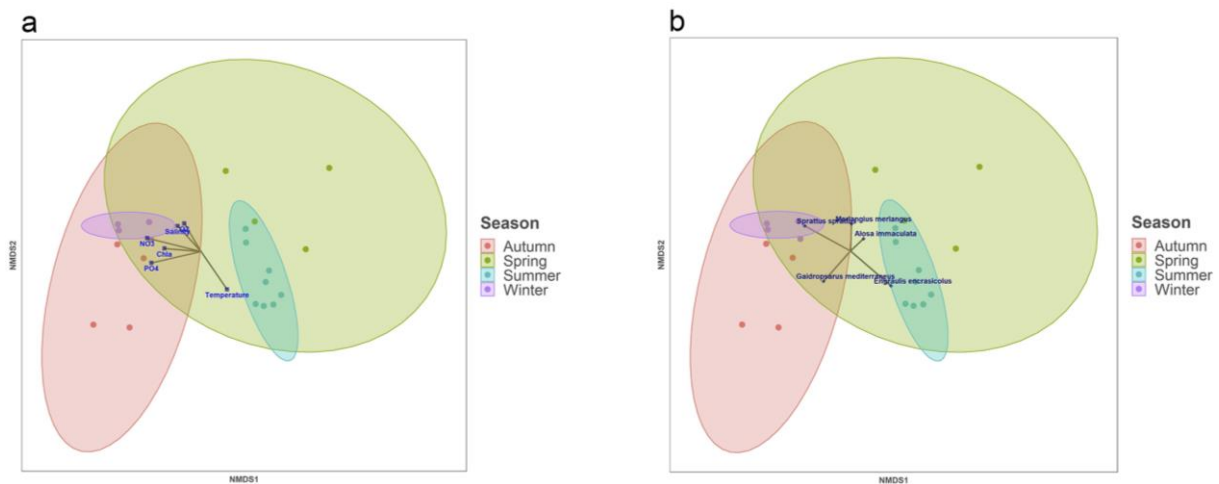 a
NMDS2
Salinity
NO3
Chla
PO4
Temperature
NMDS1
Season
Autumn
Spring
Summer
Winter
b
NMDS2
Sprattus sprattus
Merlangius merlangus
Alosa immaculata
Gaidropsarus mediterraneus
Engraulis encrasicolus
NMDS1
Season
Autumn
Spring
Summer
Winter